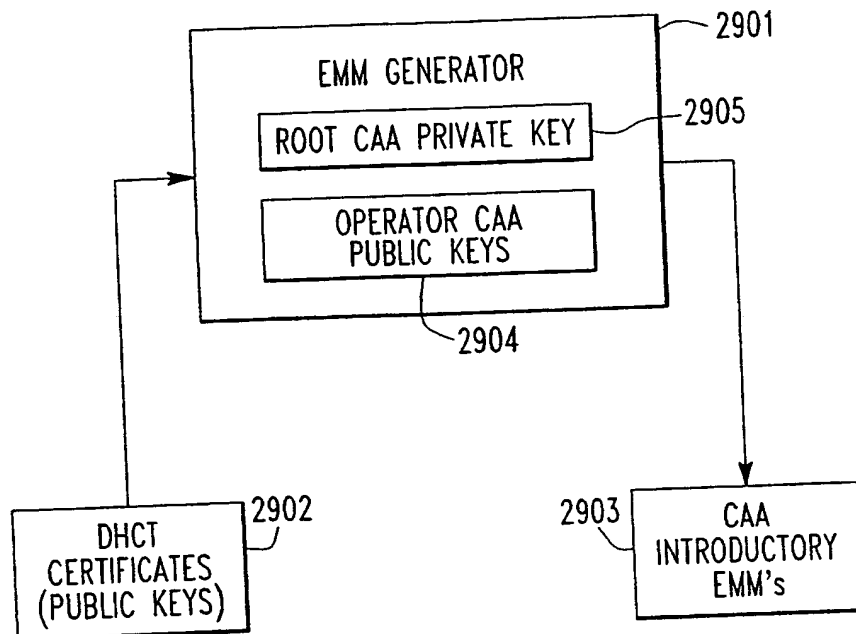 2901
EMM GENERATOR
ROOT CAA PRIVATE KEY
2905
OPERATOR CAA
PUBLIC KEYS
2904
2902
DHCT
CERTIFICATES
(PUBLIC KEYS)
2903
CAA
INTRODUCTORY
EMM's